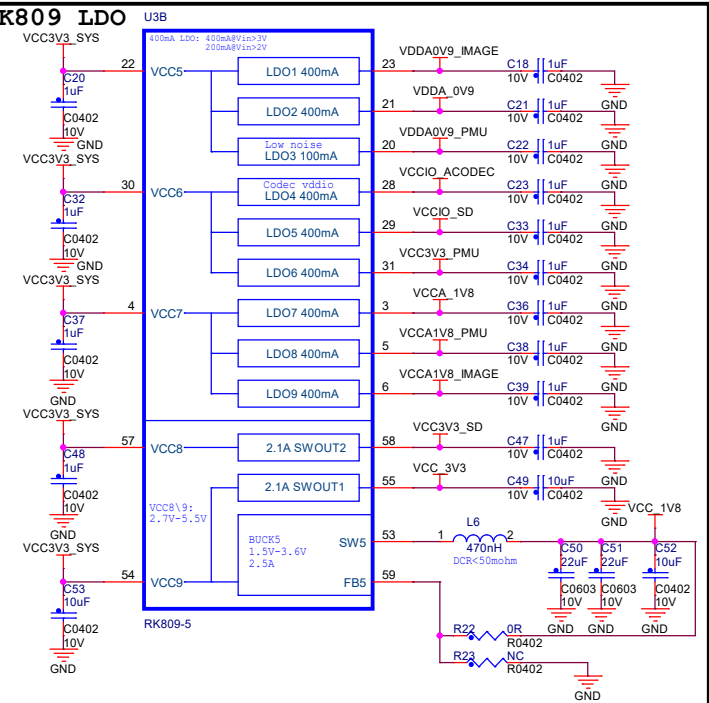 K809 LDO
U3B
VCC3V3_SYS
400mA LDO: 400mA@Vin>3V
200mA@Vin>2V
22
VCC5
C20
1uF
C0402
10V
GND
LDO1 400mA
23
VDDA0V9_IMAGE
C18
1uF
10V
C0402
GND
LDO2 400mA
21
VDDA_0V9
C21
1uF
10V
C0402
GND
Low noise
LDO3 100mA
20
VDDA0V9_PMU
C22
1uF
10V
C0402
GND
VCC3V3_SYS
30
VCC6
C32
1uF
C0402
10V
GND
Codec vddio
LDO4 400mA
28
VCCIO_ACODEC
C23
1uF
10V
C0402
GND
LDO5 400mA
29
VCCIO_SD
C33
1uF
10V
C0402
GND
LDO6 400mA
31
VCC3V3_PMU
C34
1uF
10V
C0402
GND
VCC3V3_SYS
4
VCC7
C37
1uF
C0402
10V
GND
LDO7 400mA
3
VCCA_1V8
C36
1uF
10V
C0402
GND
LDO8 400mA
5
VCCA1V8_PMU
C38
1uF
10V
C0402
GND
LDO9 400mA
6
VCCA1V8_IMAGE
C39
1uF
10V
C0402
GND
VCC3V3_SYS
57
VCC8
C48
1uF
C0402
10V
GND
2.1A SWOUT2
58
VCC3V3_SD
C47
1uF
10V
C0402
GND
2.1A SWOUT1
55
VCC_3V3
C49
10uF
10V
C0402
GND
VCC8\9:
2.7V-5.5V
VCC3V3_SYS
54
VCC9
C53
10uF
C0402
10V
GND
BUCK5
1.5V-3.6V
2.5A
SW5
53
FB5
59
L6
1
2
470nH
DCR<50mohm
VCC_1V8
C50
22uF
C0603
10V
GND
C51
22uF
C0603
10V
GND
C52
10uF
C0402
10V
GND
R22
0R
R0402
R23
NC
R0402
GND
RK809-5